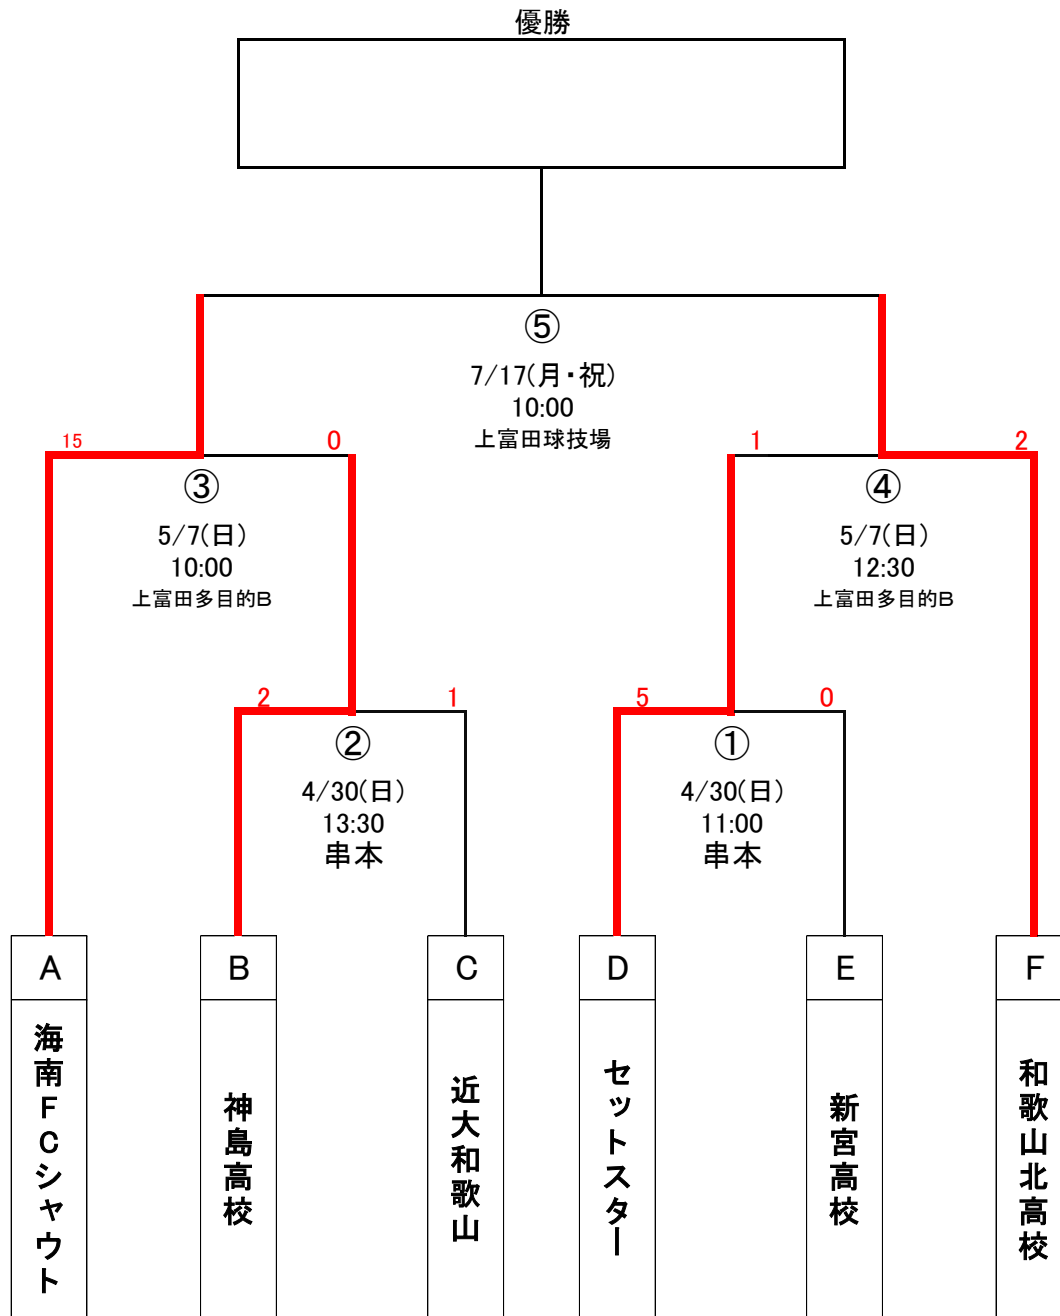 優勝
⑤
7/17(月・祝)
10:00
上富田球技場
15
0
1
2
③
5/7(日)
10:00
上富田多目的B
④
5/7(日)
12:30
上富田多目的B
2
1
5
0
②
4/30(日)
13:30
串本
①
4/30(日)
11:00
串本
A
B
C
D
E
F
海南FCシャウト
神島高校
近大和歌山
セットスター
新宮高校
和歌山北高校